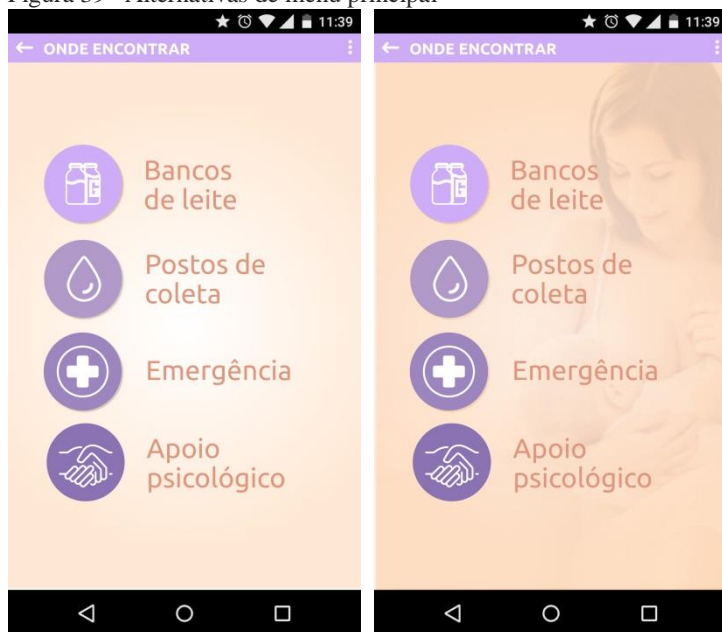 Figura 39 - Alternativas de menu principal
11:39
ONDE ENCONTRAR
Bancos
de leite
Postos de
coleta
Emergência
Apoio
psicológico
11:39
ONDE ENCONTRAR
Bancos
de leite
Postos de
coleta
Emergência
Apoio
psicológico